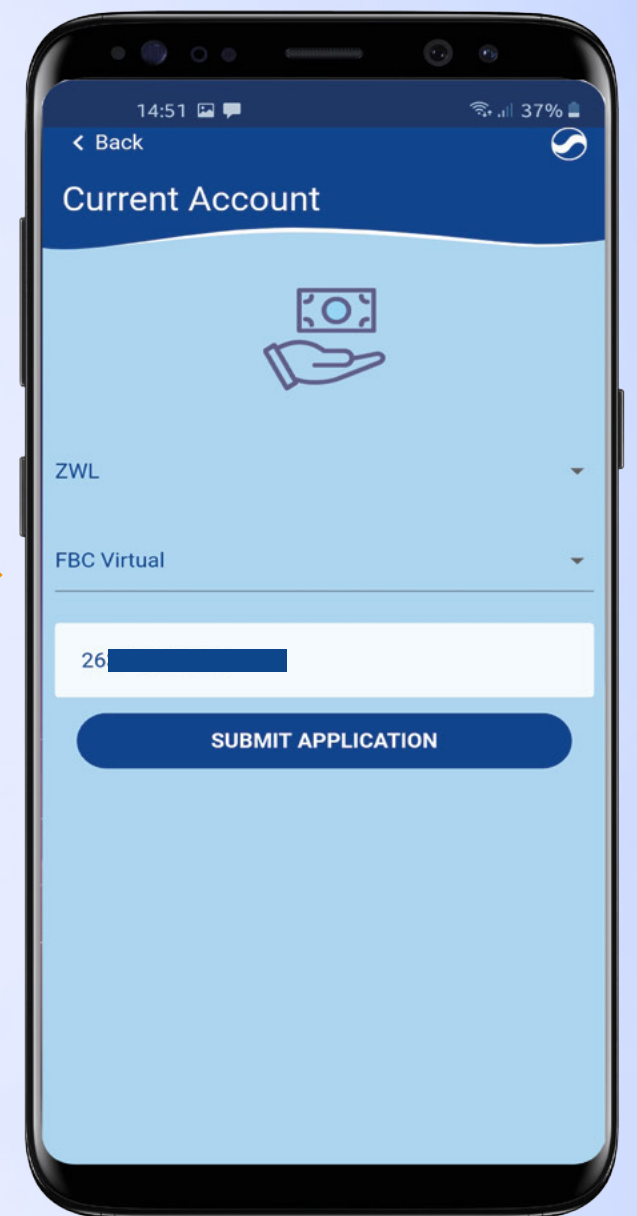 14:51 37%
< Back
Current Account
ZWL
FBC Virtual
26
SUBMIT APPLICATION